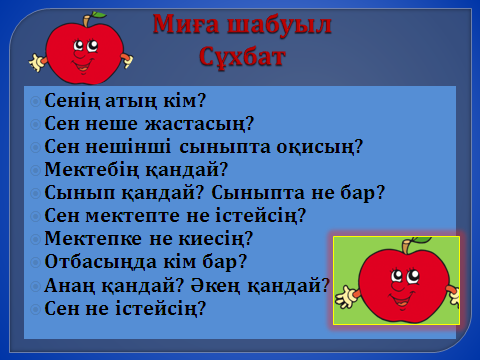 Миға шабуыл
Сұхбат
Сенің атың кім?
Сен неше жастасың?
Сен нешінші сыныпта оқисың?
Мектебің қандай?
Сынып қандай? Сыныпта не бар?
Сен мектепте не істейсің?
Мектепке не киесің?
Отбасыңда кім бар?
Анаң қандай? Әкең қандай?
Сен не істейсің?